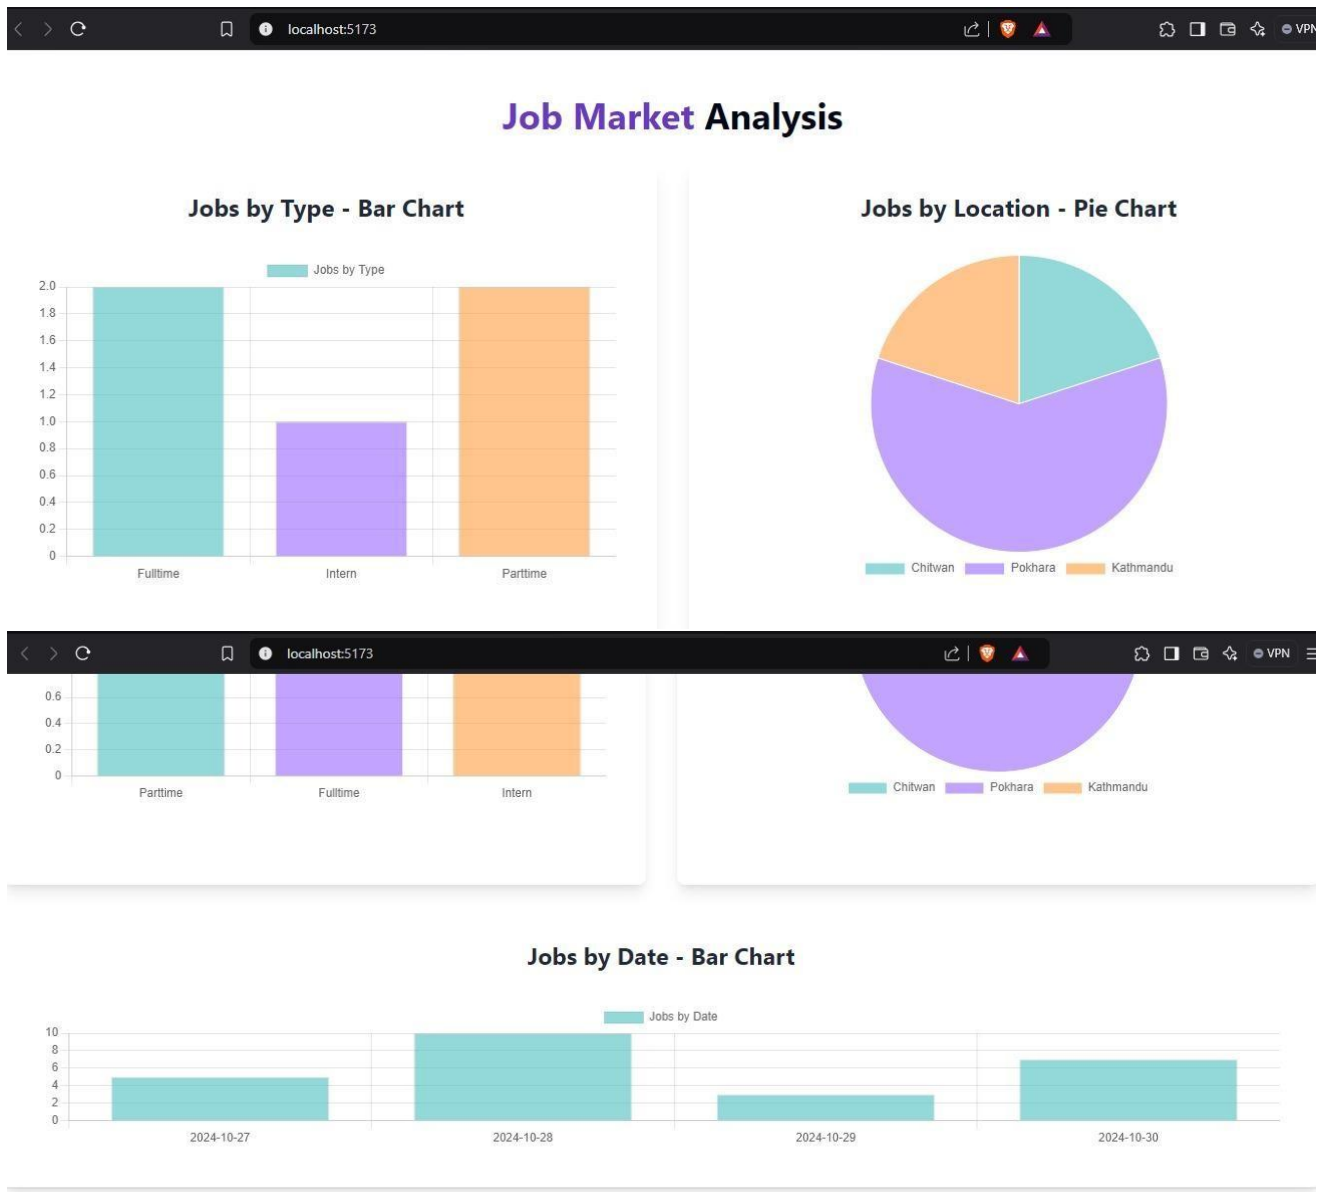 localhost:5173
VPN
Job Market Analysis
Jobs by Type - Bar Chart
Jobs by Type
2.0
1.8
1.6
1.4
1.2
1.0
0.8
0.6
0.4
0.2
0
Fulltime Intern Parttime
Jobs by Location - Pie Chart
Chitwan Pokhara Kathmandu
localhost:5173
VPN
0.6
0.4
0.2
0
Parttime Fulltime Intern
Chitwan Pokhara Kathmandu
Jobs by Date - Bar Chart
Jobs by Date
10
8
6
4
2
0
2024-10-27 2024-10-28 2024-10-29 2024-10-30